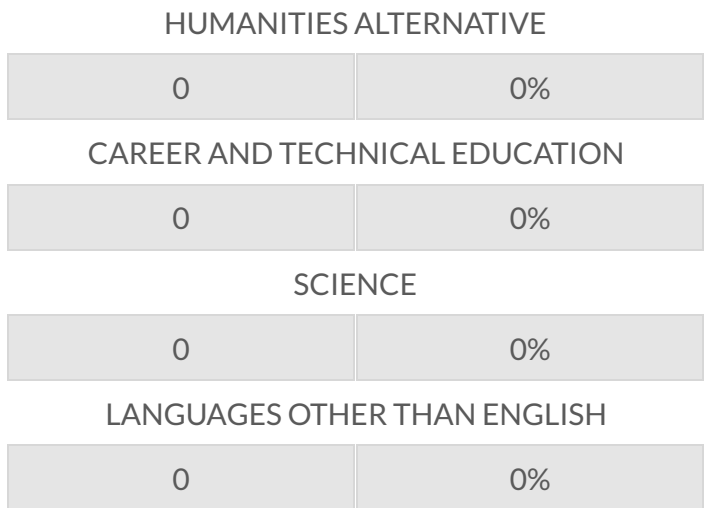 HUMANITIES ALTERNATIVE
0 0%
CAREER AND TECHNICAL EDUCATION
0 0%
SCIENCE
0 0%
LANGUAGES OTHER THAN ENGLISH
0 0%